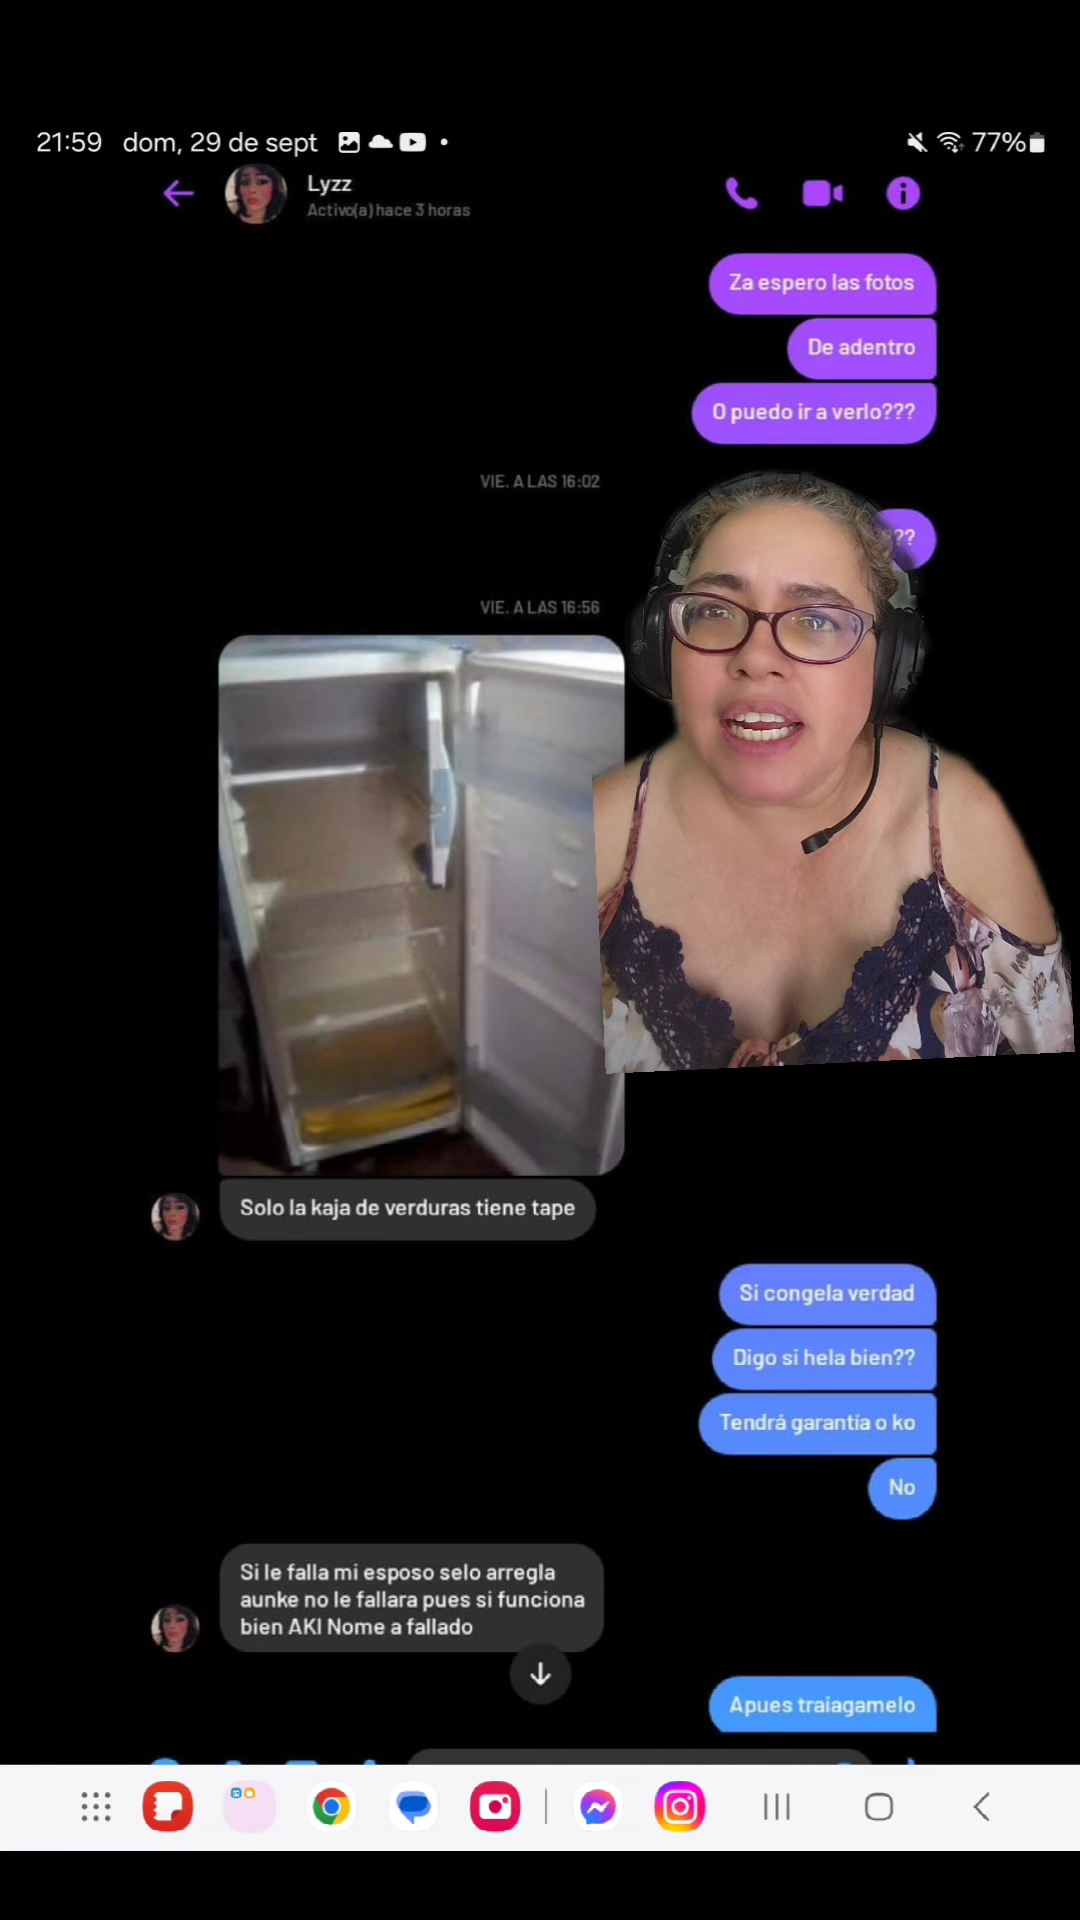 21:59 dom, 29 de sept
77%
Lyzz
Activo(a) hace 3 horas
Za espero las fotos
De adentro
O puedo ir a verlo???
VIE. A LAS 16:02
??
VIE. A LAS 16:56
Solo la kaja de verduras tiene tape
Si congela verdad
Digo si hela bien??
Tendrá garantía o ko
No
Si le falla mi esposo selo arregla
aunke no le fallara pues si funciona
bien AKI Nome a fallado
Apues traiagamelo